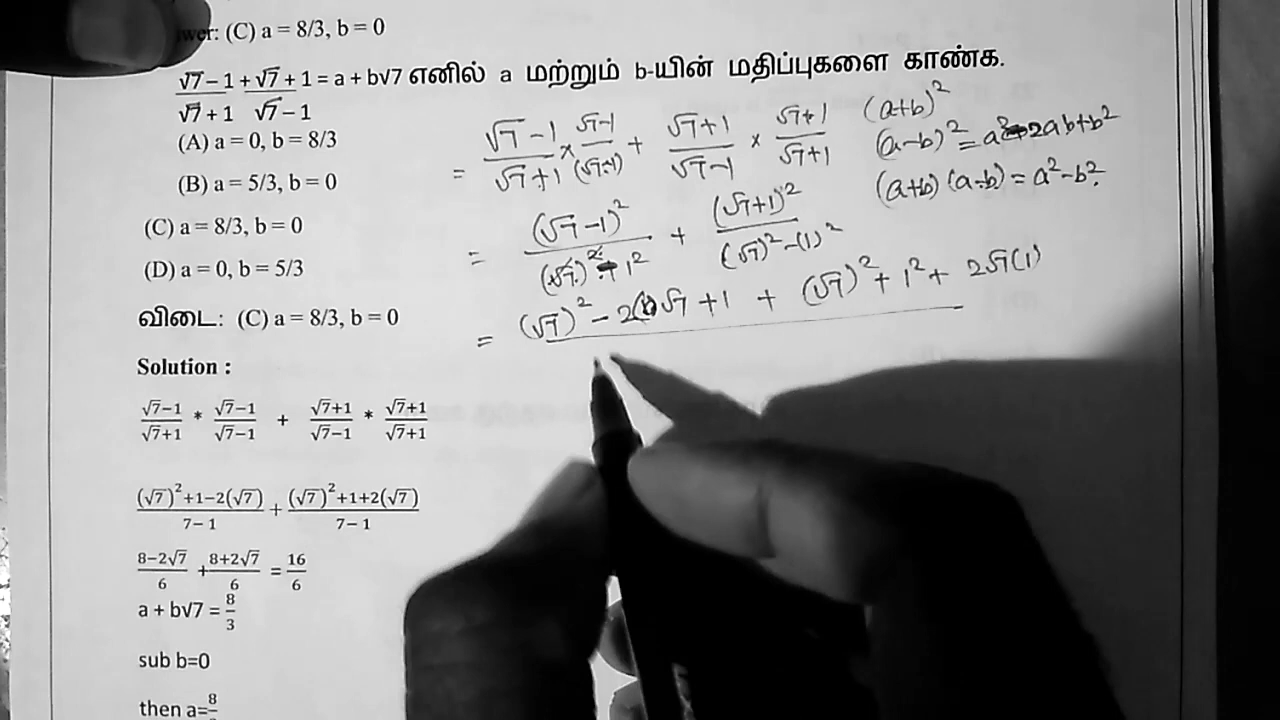 wer: (C) a = 8/3, b = 0
√7 – 1 + √7 + 1 = a + b√7 எனில் a மற்றும் b-யின் மதிப்புகளை காண்க.
√7 + 1 √7 – 1
(A) a = 0, b = 8/3
(B) a = 5/3, b = 0
(C) a = 8/3, b = 0
(D) a = 0, b = 5/3
விடை: (C) a = 8/3, b = 0
Solution :
√7−1/√7+1 * √7−1/√7−1 + √7+1/√7−1 * √7+1/√7+1
(√7)²+1−2(√7)/7−1 + (√7)²+1+2(√7)/7−1
8−2√7/6 + 8+2√7/6 = 16/6
a + b√7 = 8/3
sub b=0
then a=8/
= √7−1/√7+1 × √7−1/(√7−1) + √7+1/√7−1 × √7+1/√7+1
= (√7−1)²/(√7)²−1² + (√7+1)²/(√7)²−(1)²
= (√7)² − 2(1)√7 + 1 + (√7)² + 1² + 2√7(1)
(a+b)²
(a−b)² = a²−2ab+b²
(a+b)(a−b) = a²−b².